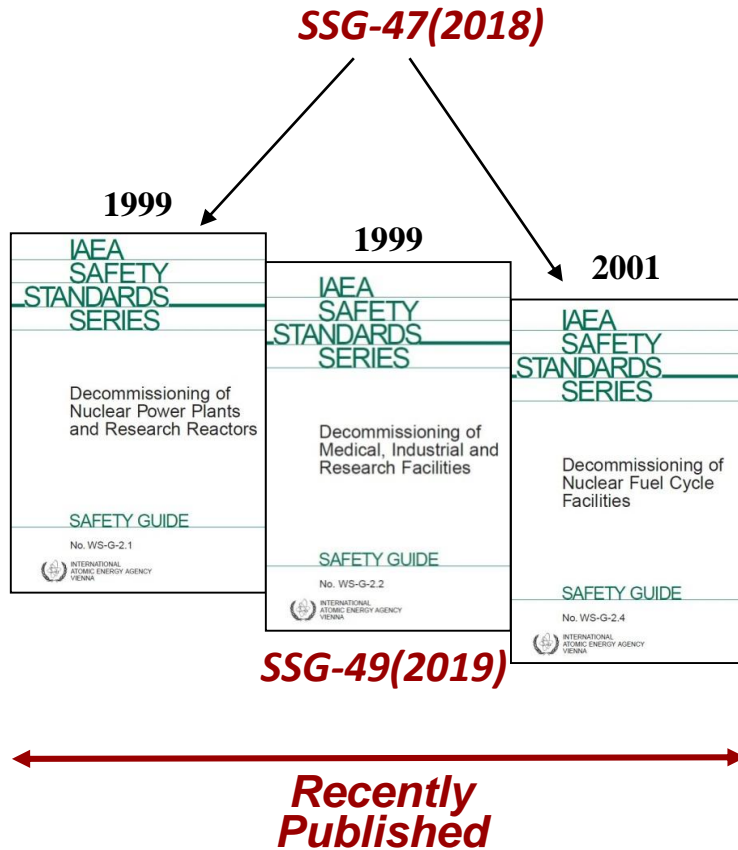 SSG-47(2018)
1999
IAEA
SAFETY
STANDARDS
SERIES
Decommissioning of
Nuclear Power Plants
and Research Reactors
SAFETY GUIDE
No. WS-G-2.1
INTERNATIONAL
ATOMIC ENERGY AGENCY
VIENNA
1999
IAEA
SAFETY
STANDARDS
SERIES
Decommissioning of
Medical, Industrial and
Research Facilities
SAFETY GUIDE
No. WS-G-2.2
INTERNATIONAL
ATOMIC ENERGY AGENCY
VIENNA
2001
IAEA
SAFETY
STANDARDS
SERIES
Decommissioning of
Nuclear Fuel Cycle
Facilities
SAFETY GUIDE
No. WS-G-2.4
INTERNATIONAL
ATOMIC ENERGY AGENCY
VIENNA
SSG-49(2019)
Recently
Published